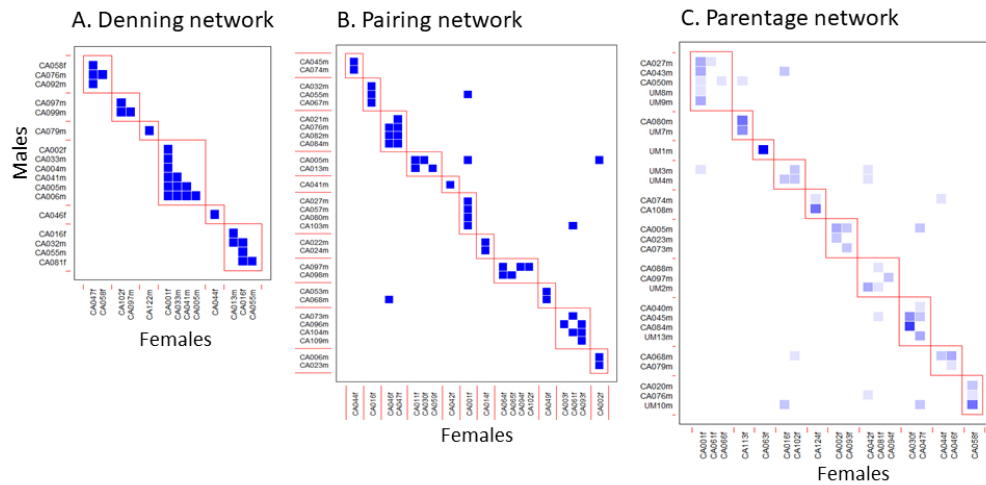 A. Denning network
B. Pairing network
C. Parentage network
Males
CA058f
CA076m
CA092m
CA097m
CA099m
CA079m
CA002f
CA033m
CA004m
CA041m
CA005m
CA006m
CA046f
CA016f
CA032m
CA055m
CA081f
CA047f
CA058f
CA102f
CA097m
CA122m
CA001f
CA033m
CA041m
CA005m
CA044f
CA013m
CA016f
CA055m
Females
CA045m
CA074m
CA032m
CA055m
CA067m
CA021m
CA076m
CA082m
CA084m
CA005m
CA013m
CA041m
CA027m
CA057m
CA080m
CA103m
CA022m
CA024m
CA097m
CA098m
CA053m
CA068m
CA073m
CA096m
CA104m
CA109m
CA006m
CA023m
CA044f
CA016f
CA046f
CA047f
CA011f
CA030f
CA059f
CA042f
CA001f
CA014f
CA064f
CA065f
CA094f
CA102f
CA049f
CA003f
CA061f
CA093f
CA002f
Females
CA027m
CA043m
CA050m
UM8m
UM9m
CA080m
UM7m
UM1m
UM3m
UM4m
CA074m
CA108m
CA005m
CA023m
CA073m
CA088m
CA097m
UM2m
CA040m
CA045m
CA084m
UM13m
CA068m
CA079m
CA020m
CA076m
UM10m
CA001f
CA051f
CA066f
CA113f
CA063f
CA016f
CA102f
CA124f
CA002f
CA093f
CA042f
CA081f
CA094f
CA030f
CA047f
CA044f
CA046f
CA058f
Females